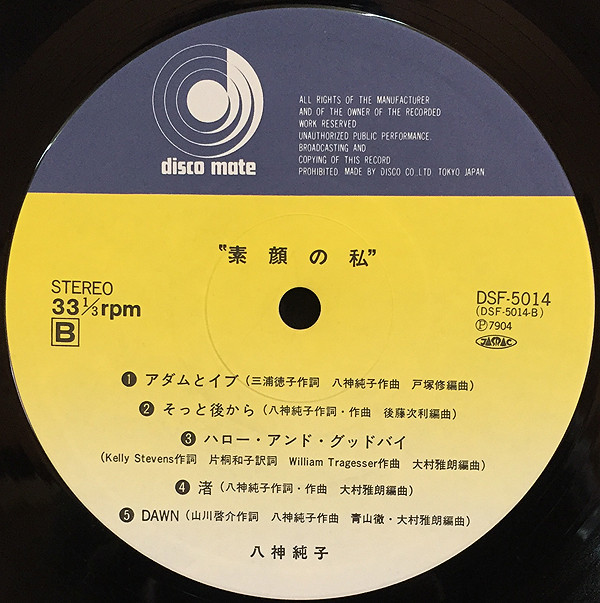 disco mate
ALL RIGHTS OF THE MANUFACTURER
AND OF THE OWNER OF THE RECORDED
WORK RESERVED
UNAUTHORIZED PUBLIC PERFORMANCE.
BROADCASTING AND
COPYING OF THIS RECORD
PROHIBITED MADE BY DISCO CO.,LTD. TOKYO JAPAN
"素顔の私"
STEREO
33 1/3 rpm
B
DSF-5014
(DSF-5014-B)
Ⓟ7904
JASRAC
❶ アダムとイブ (三浦徳子作詞 八神純子作曲 戸塚修編曲)
❷ そっと後から (八神純子作詞・作曲 後藤次利編曲)
❸ ハロー・アンド・グッドバイ
(Kelly Stevens作詞 片桐和子訳詞 William Tragesser作曲 大村雅朗編曲)
❹ 渚 (八神純子作詞・作曲 大村雅朗編曲)
❺ DAWN (山川啓介作詞 八神純子作曲 青山徹・大村雅朗編曲)
八神純子